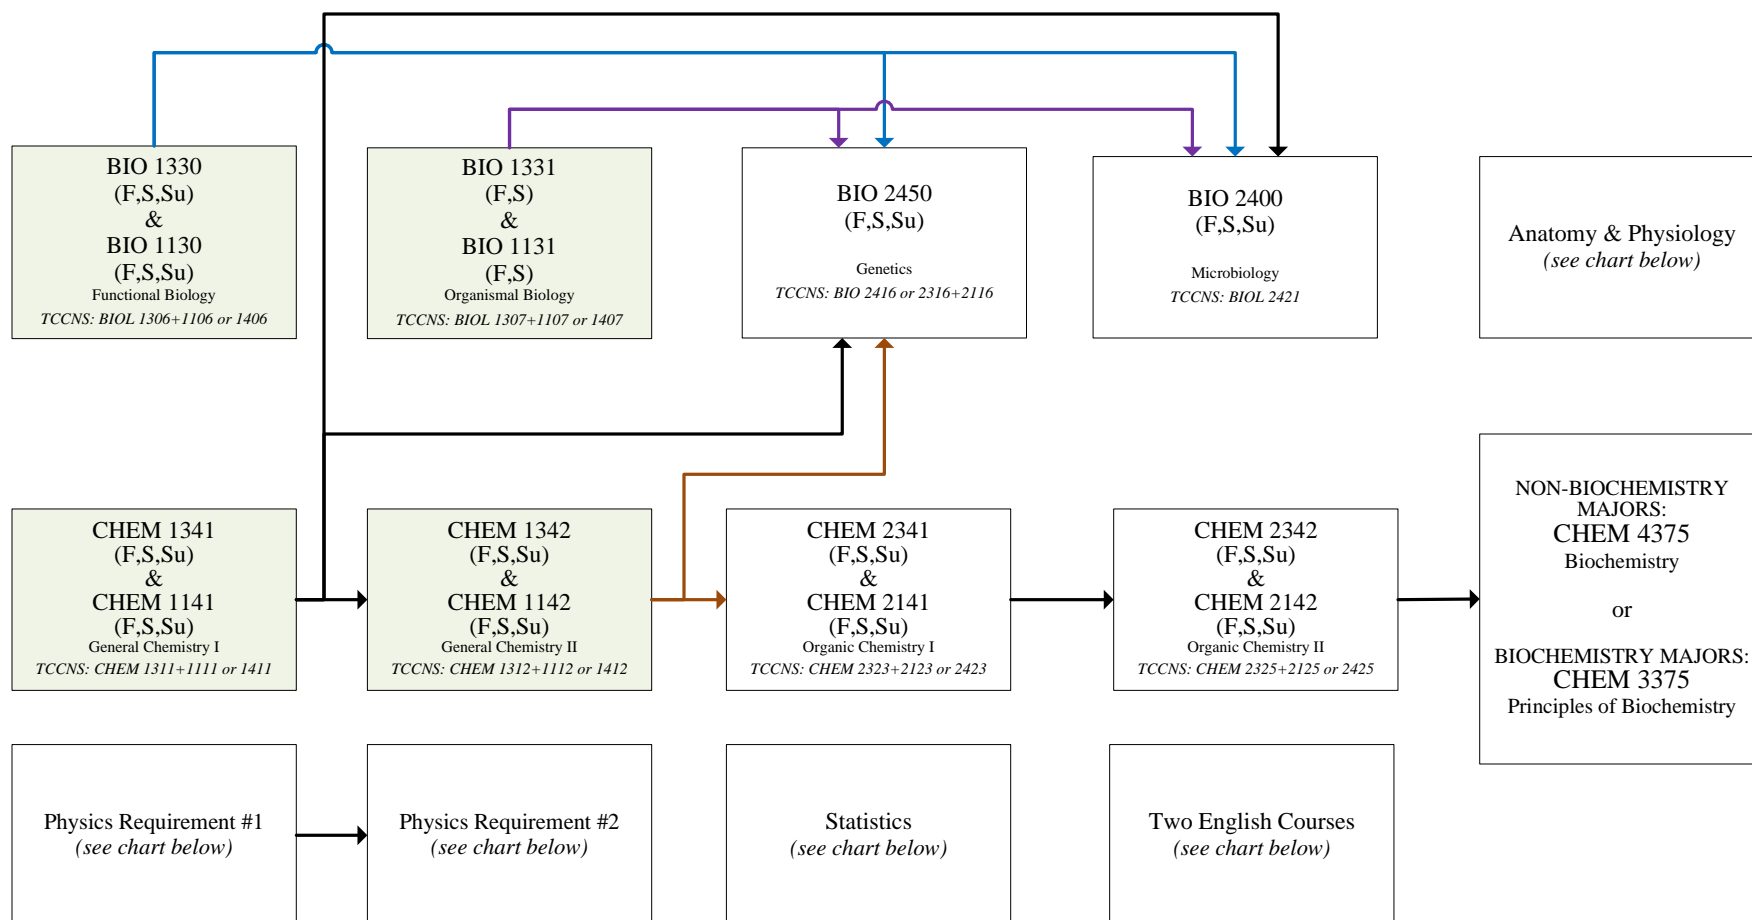 BIO 1330
(F,S,Su)
&
BIO 1130
(F,S,Su)
Functional Biology
TCCNS: BIOL 1306+1106 or 1406
BIO 1331
(F,S)
&
BIO 1131
(F,S)
Organismal Biology
TCCNS: BIOL 1307+1107 or 1407
BIO 2450
(F,S,Su)
Genetics
TCCNS: BIO 2416 or 2316+2116
BIO 2400
(F,S,Su)
Microbiology
TCCNS: BIOL 2421
Anatomy & Physiology
(see chart below)
CHEM 1341
(F,S,Su)
&
CHEM 1141
(F,S,Su)
General Chemistry I
TCCNS: CHEM 1311+1111 or 1411
CHEM 1342
(F,S,Su)
&
CHEM 1142
(F,S,Su)
General Chemistry II
TCCNS: CHEM 1312+1112 or 1412
CHEM 2341
(F,S,Su)
&
CHEM 2141
(F,S,Su)
Organic Chemistry I
TCCNS: CHEM 2323+2123 or 2423
CHEM 2342
(F,S,Su)
&
CHEM 2142
(F,S,Su)
Organic Chemistry II
TCCNS: CHEM 2325+2125 or 2425
NON-BIOCHEMISTRY
MAJORS:
CHEM 4375
Biochemistry
or
BIOCHEMISTRY MAJORS:
CHEM 3375
Principles of Biochemistry
Physics Requirement #1
(see chart below)
Physics Requirement #2
(see chart below)
Statistics
(see chart below)
Two English Courses
(see chart below)